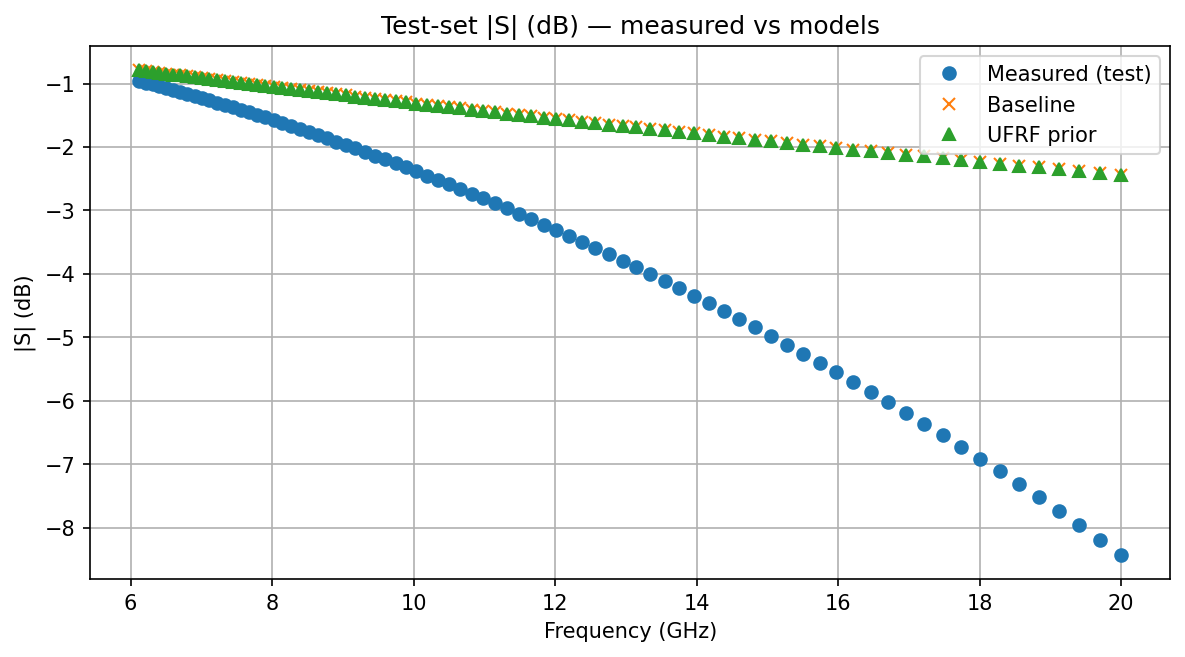 Test-set |S| (dB) — measured vs models
Measured (test)
Baseline
UFRF prior
|S| (dB)
−1
−2
−3
−4
−5
−6
−7
−8
6 8 10 12 14 16 18 20
Frequency (GHz)